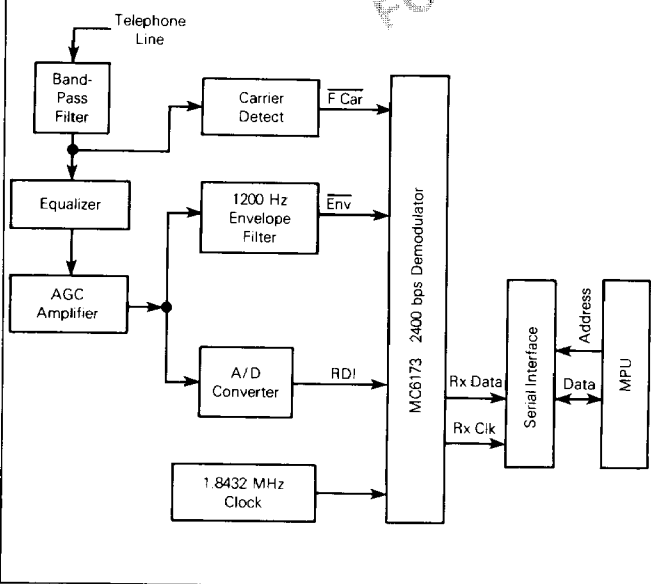 Telephone
Line
Band-
Pass
Filter
Carrier
Detect
F Car
Equalizer
1200 Hz
Envelope
Filter
Env
AGC
Amplifier
A/D
Converter
RDI
1.8432 MHz
Clock
MC6173 2400 bps Demodulator
Rx Data
Rx Clk
Serial Interface
Address
Data
MPU